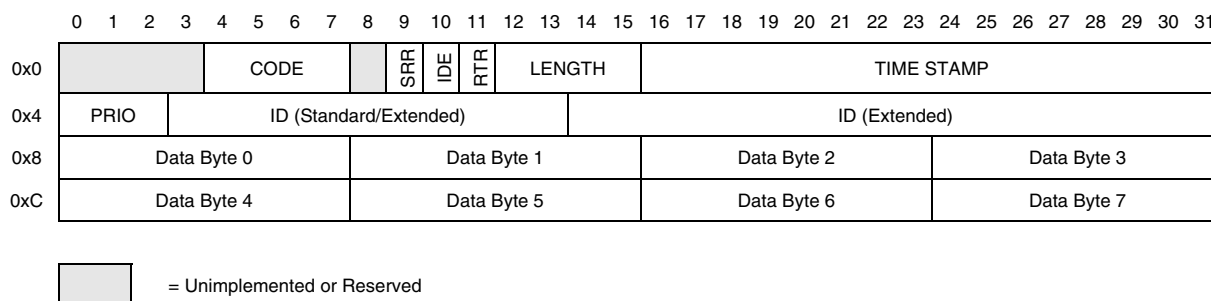 0 1 2 3 4 5 6 7 8 9 10 11 12 13 14 15 16 17 18 19 20 21 22 23 24 25 26 27 28 29 30 31
0x0 CODE SRR IDE RTR LENGTH TIME STAMP
0x4 PRIO ID (Standard/Extended) ID (Extended)
0x8 Data Byte 0 Data Byte 1 Data Byte 2 Data Byte 3
0xC Data Byte 4 Data Byte 5 Data Byte 6 Data Byte 7
= Unimplemented or Reserved